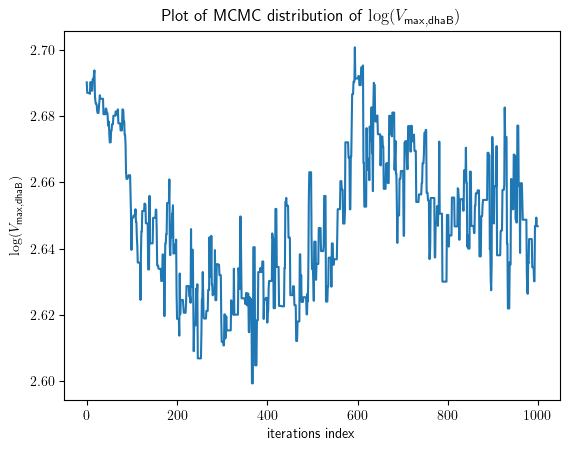 Plot of MCMC distribution of log(V_max,dhaB)
2.70
2.68
2.66
2.64
2.62
2.60
log(V_max,dhaB)
0 200 400 600 800 1000
iterations index